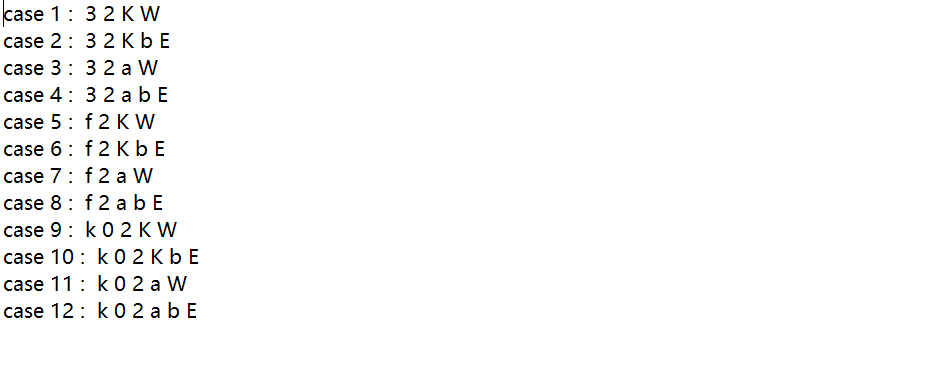 case 1 :  3 2 K W
case 2 :  3 2 K b E
case 3 :  3 2 a W
case 4 :  3 2 a b E
case 5 :  f 2 K W
case 6 :  f 2 K b E
case 7 :  f 2 a W
case 8 :  f 2 a b E
case 9 :  k 0 2 K W
case 10 :  k 0 2 K b E
case 11 :  k 0 2 a W
case 12 :  k 0 2 a b E